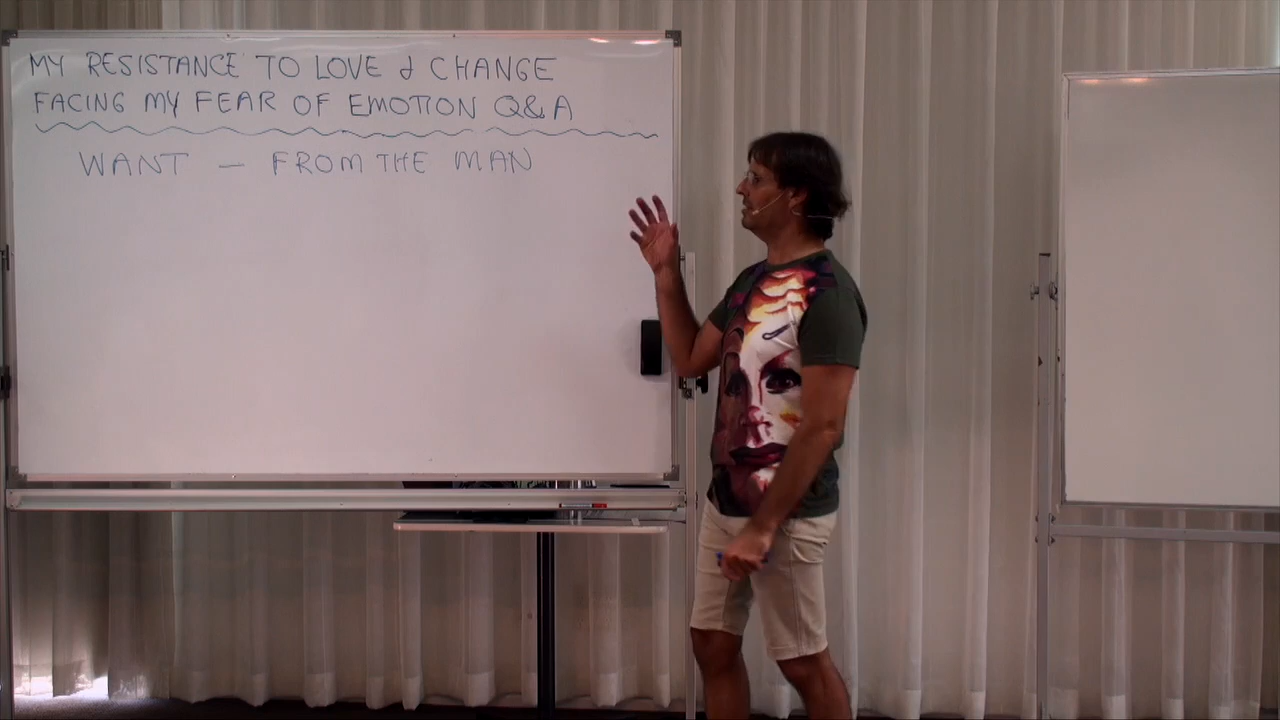 MY RESISTANCE TO LOVE & CHANGE
FACING MY FEAR OF EMOTION Q&A
WANT — FROM THE MAN